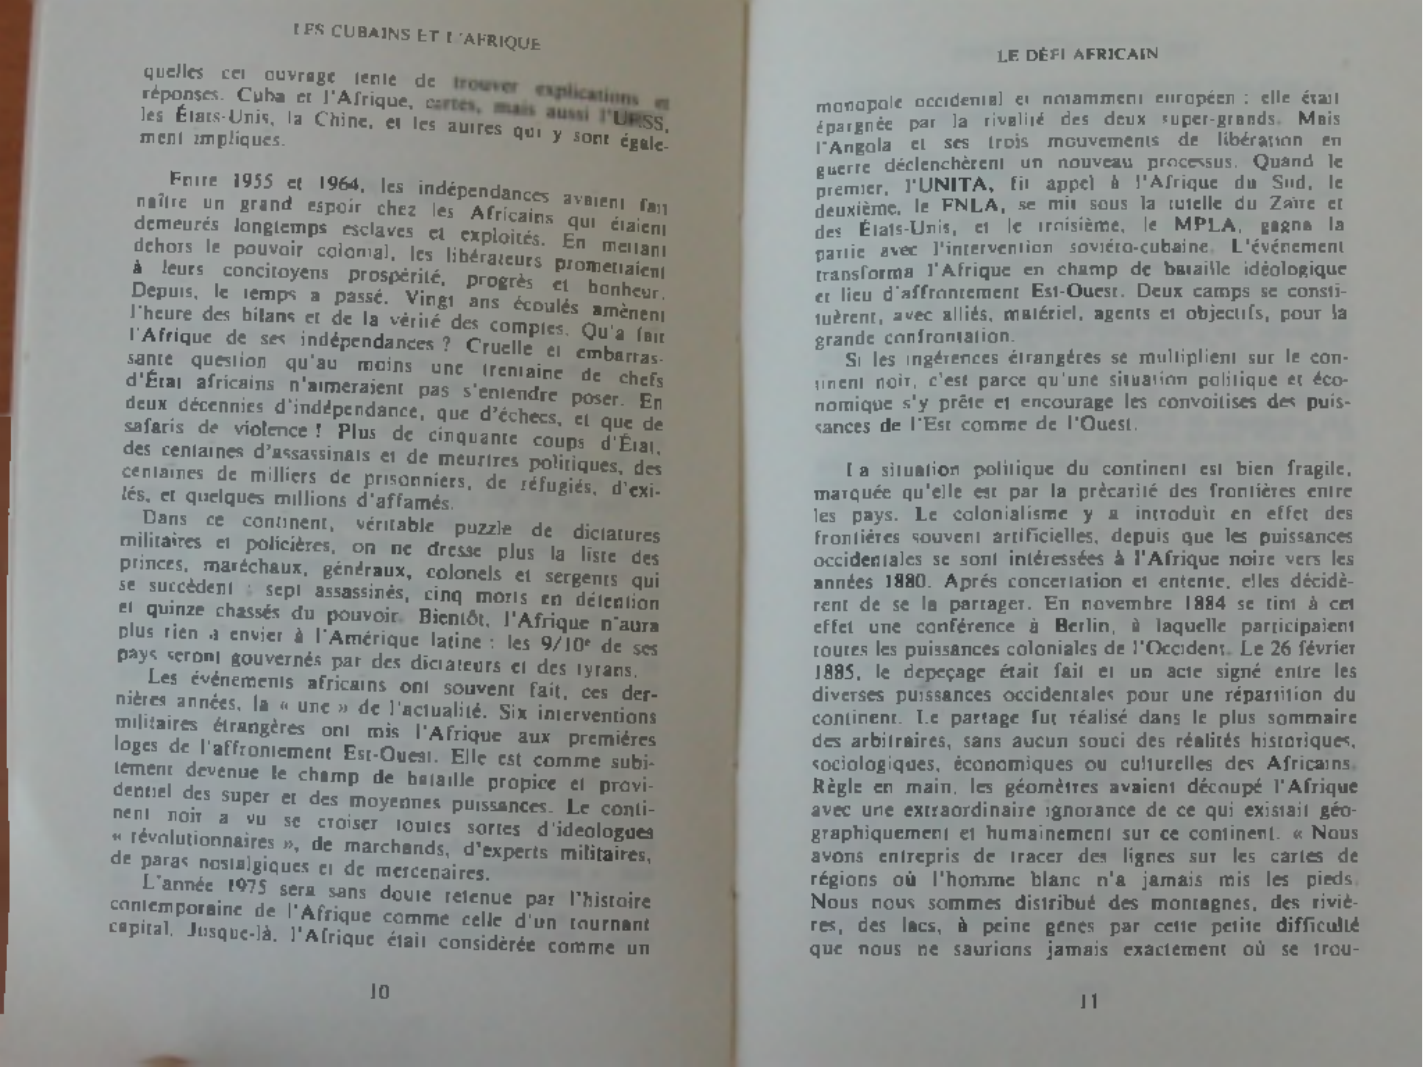 LES CUBAINS ET L'AFRIQUE
quelles cet ouvrage tente de trouver explications et
réponses. Cuba et l'Afrique, certes, mais aussi l'URSS,
les États-Unis, la Chine, et les autres qui y sont égale-
ment impliqués.
Entre 1955 et 1964, les indépendances avaient fait
naître un grand espoir chez les Africains qui étaient
demeurés longtemps esclaves et exploités. En mettant
dehors le pouvoir colonial, les libérateurs promettaient
à leurs concitoyens prospérité, progrès et bonheur.
Depuis, le temps a passé. Vingt ans écoulés amènent
l'heure des bilans et de la vérité des comptes. Qu'a fait
l'Afrique de ses indépendances ? Cruelle et embarras-
sante question qu'au moins une trentaine de chefs
d'État africains n'aimeraient pas s'entendre poser. En
deux décennies d'indépendance, que d'échecs, et que de
safaris de violence ! Plus de cinquante coups d'État,
des centaines d'assassinats et de meurtres politiques, des
centaines de milliers de prisonniers, de réfugiés, d'exi-
lés, et quelques millions d'affamés.
Dans ce continent, véritable puzzle de dictatures
militaires et policières, on ne dresse plus la liste des
princes, maréchaux, généraux, colonels et sergents qui
se succèdent : sept assassinés, cinq morts en détention
et quinze chassés du pouvoir. Bientôt, l'Afrique n'aura
plus rien à envier à l'Amérique latine : les 9/10e de ses
pays seront gouvernés par des dictateurs et des tyrans.
Les événements africains ont souvent fait, ces der-
nières années, la « une » de l'actualité. Six interventions
militaires étrangères ont mis l'Afrique aux premières
loges de l'affrontement Est-Ouest. Elle est comme subi-
tement devenue le champ de bataille propice et provi-
dentiel des super et des moyennes puissances. Le conti-
nent noir a vu se croiser toutes sortes d'idéologues
« révolutionnaires », de marchands, d'experts militaires,
de paras nostalgiques et de mercenaires.
L'année 1975 sera sans doute retenue par l'histoire
contemporaine de l'Afrique comme celle d'un tournant
capital. Jusque-là, l'Afrique était considérée comme un
10
LE DÉFI AFRICAIN
monopole occidental et notamment européen ; elle était
épargnée par la rivalité des deux super-grands. Mais
l'Angola et ses trois mouvements de libération en
guerre déclenchèrent un nouveau processus. Quand le
premier, l'UNITA, fit appel à l'Afrique du Sud, le
deuxième, le FNLA, se mit sous la tutelle du Zaïre et
des États-Unis, et le troisième, le MPLA, gagna la
partie avec l'intervention soviéto-cubaine. L'événement
transforma l'Afrique en champ de bataille idéologique
et lieu d'affrontement Est-Ouest. Deux camps se consti-
tuèrent, avec alliés, matériel, agents et objectifs, pour la
grande confrontation.
Si les ingérences étrangères se multiplient sur le con-
tinent noir, c'est parce qu'une situation politique et éco-
nomique s'y prête et encourage les convoitises des puis-
sances de l'Est comme de l'Ouest.
La situation politique du continent est bien fragile,
marquée qu'elle est par la précarité des frontières entre
les pays. Le colonialisme y a introduit en effet des
frontières souvent artificielles, depuis que les puissances
occidentales se sont intéressées à l'Afrique noire vers les
années 1880. Après concertation et entente, elles décidè-
rent de se la partager. En novembre 1884 se tint à cet
effet une conférence à Berlin, à laquelle participaient
toutes les puissances coloniales de l'Occident. Le 26 février
1885, le depeçage était fait et un acte signé entre les
diverses puissances occidentales pour une répartition du
continent. Le partage fut réalisé dans le plus sommaire
des arbitraires, sans aucun souci des réalités historiques,
sociologiques, économiques ou culturelles des Africains.
Règle en main, les géomètres avaient découpé l'Afrique
avec une extraordinaire ignorance de ce qui existait géo-
graphiquement et humainement sur ce continent. « Nous
avons entrepris de tracer des lignes sur les cartes de
régions où l'homme blanc n'a jamais mis les pieds.
Nous nous sommes distribué des montagnes, des riviè-
res, des lacs, à peine gênés par cette petite difficulté
que nous ne saurions jamais exactement où se trou-
11